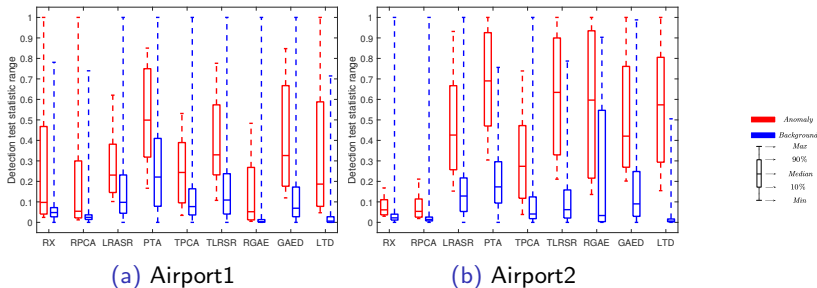 Detection test statistic range
1
0.9
0.8
0.7
0.6
0.5
0.4
0.3
0.2
0.1
0
RX RPCA LRASR PTA TPCA TLRSR RGAE GAED LTD
(a) Airport1
Detection test statistic range
1
0.9
0.8
0.7
0.6
0.5
0.4
0.3
0.2
0.1
0
RX RPCA LRASR PTA TPCA TLRSR RGAE GAED LTD
(b) Airport2
Anomaly
Background
Max
90%
Median
10%
Min